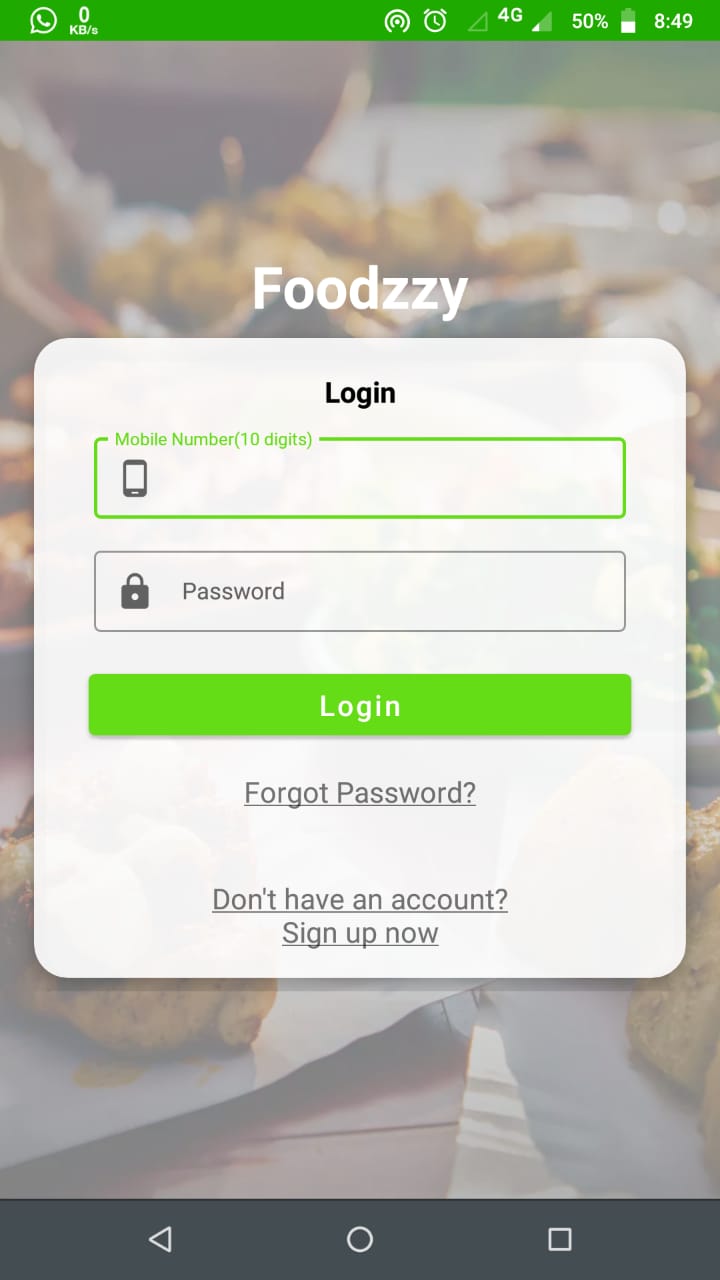 0
KB/s
4G
50%
8:49
Foodzzy
Login
Mobile Number(10 digits)
Password
Login
Forgot Password?
Don't have an account?
Sign up now